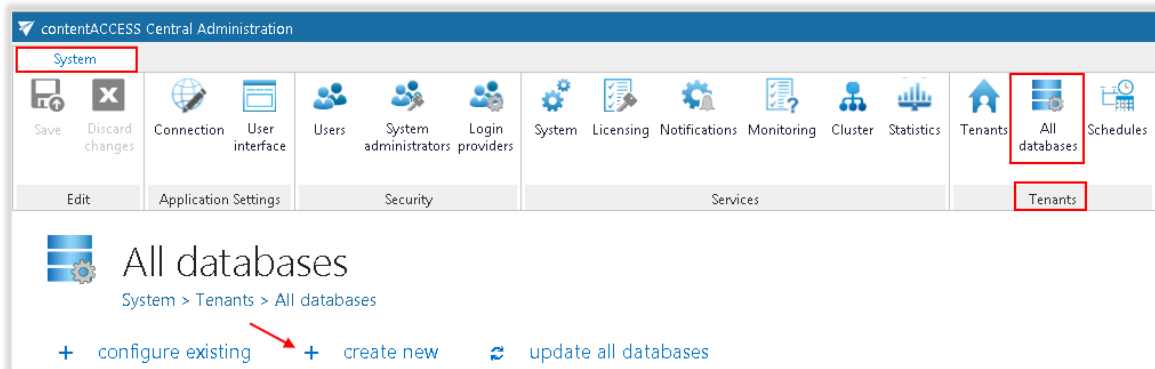 contentACCESS Central Administration
System
Save Discard changes Connection User interface Users System administrators Login providers System Licensing Notifications Monitoring Cluster Statistics Tenants All databases Schedules
Edit Application Settings Security Services Tenants
All databases
System > Tenants > All databases
+ configure existing + create new update all databases